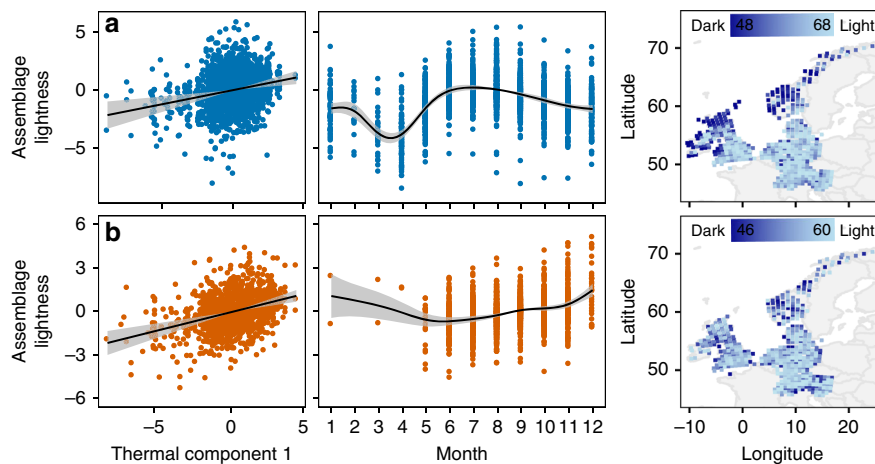 a
Assemblage
lightness
5
0
−5
Dark 48 68 Light
Latitude
70
60
50
b
Assemblage
lightness
6
3
0
−3
−6
−5 0 5
Thermal component 1
1 2 3 4 5 6 7 8 9 10 11 12
Month
Dark 46 60 Light
Latitude
70
60
50
−10 0 10 20
Longitude